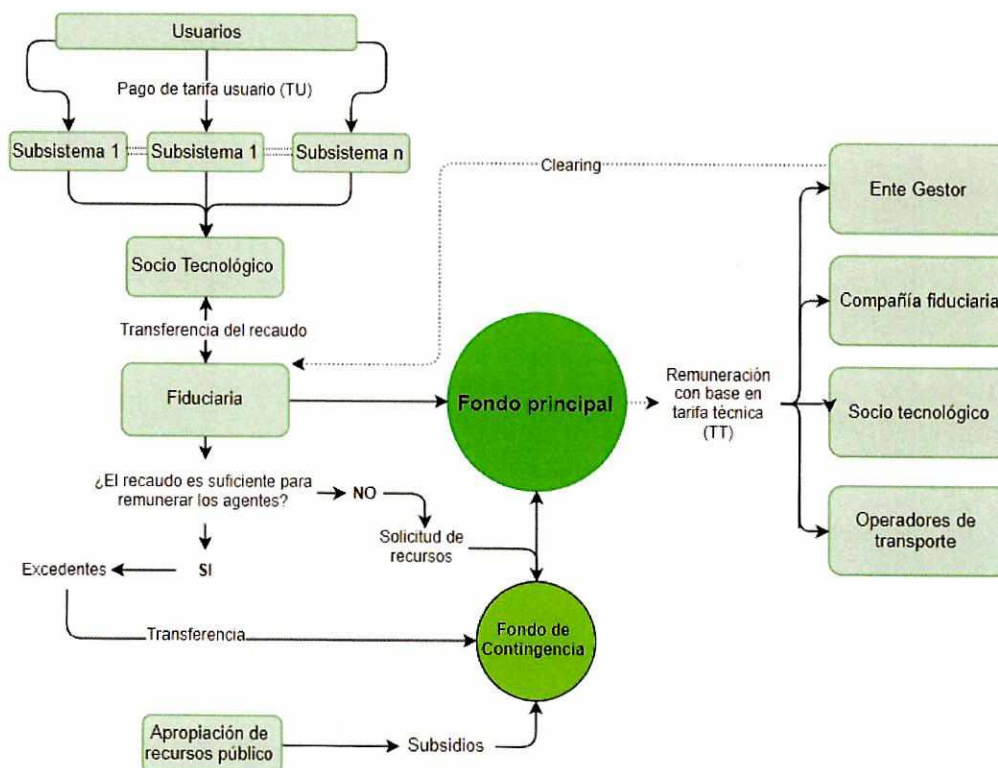 Usuarios
Pago de tarifa usuario (TU)
Subsistema 1
Subsistema 1
Subsistema n
Clearing
Ente Gestor
Socio Tecnológico
Compañía fiduciaria
Transferencia del recaudo
Fiduciaria
Fondo principal
Remuneración
con base en
tarifa técnica
(TT)
Socio tecnológico
¿El recaudo es suficiente para
remunerar los agentes?
NO
Solicitud de
recursos
Operadores de
transporte
Excedentes
SI
Transferencia
Fondo de
Contingencia
Apropiación de
recursos público
Subsidios